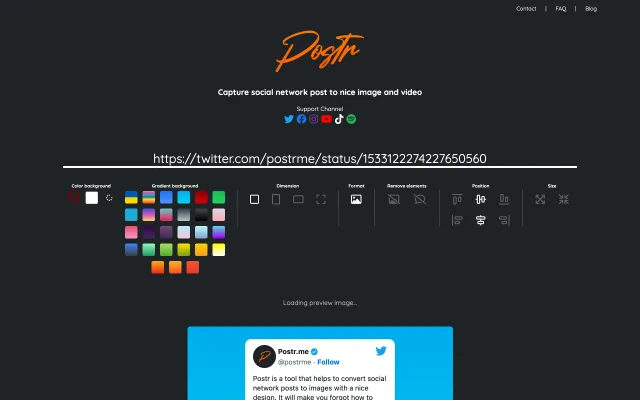 Contact | FAQ | Blog
Postr
Capture social network post to nice image and video
Support Channel
https://twitter.com/postrme/status/1533122274227650560
Color background Gradient background Dimension Format Remove elements Position Size
Loading preview image...
Postr.me
@postrme · Follow
Postr is a tool that helps to convert social
network posts to images with a nice
design. It will make you forgot how to